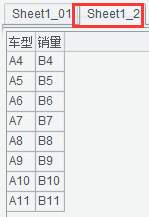 Sheet1_01 Sheet1_2
车型 销量
A4 B4
A5 B5
A6 B6
A7 B7
A8 B8
A9 B9
A10 B10
A11 B11